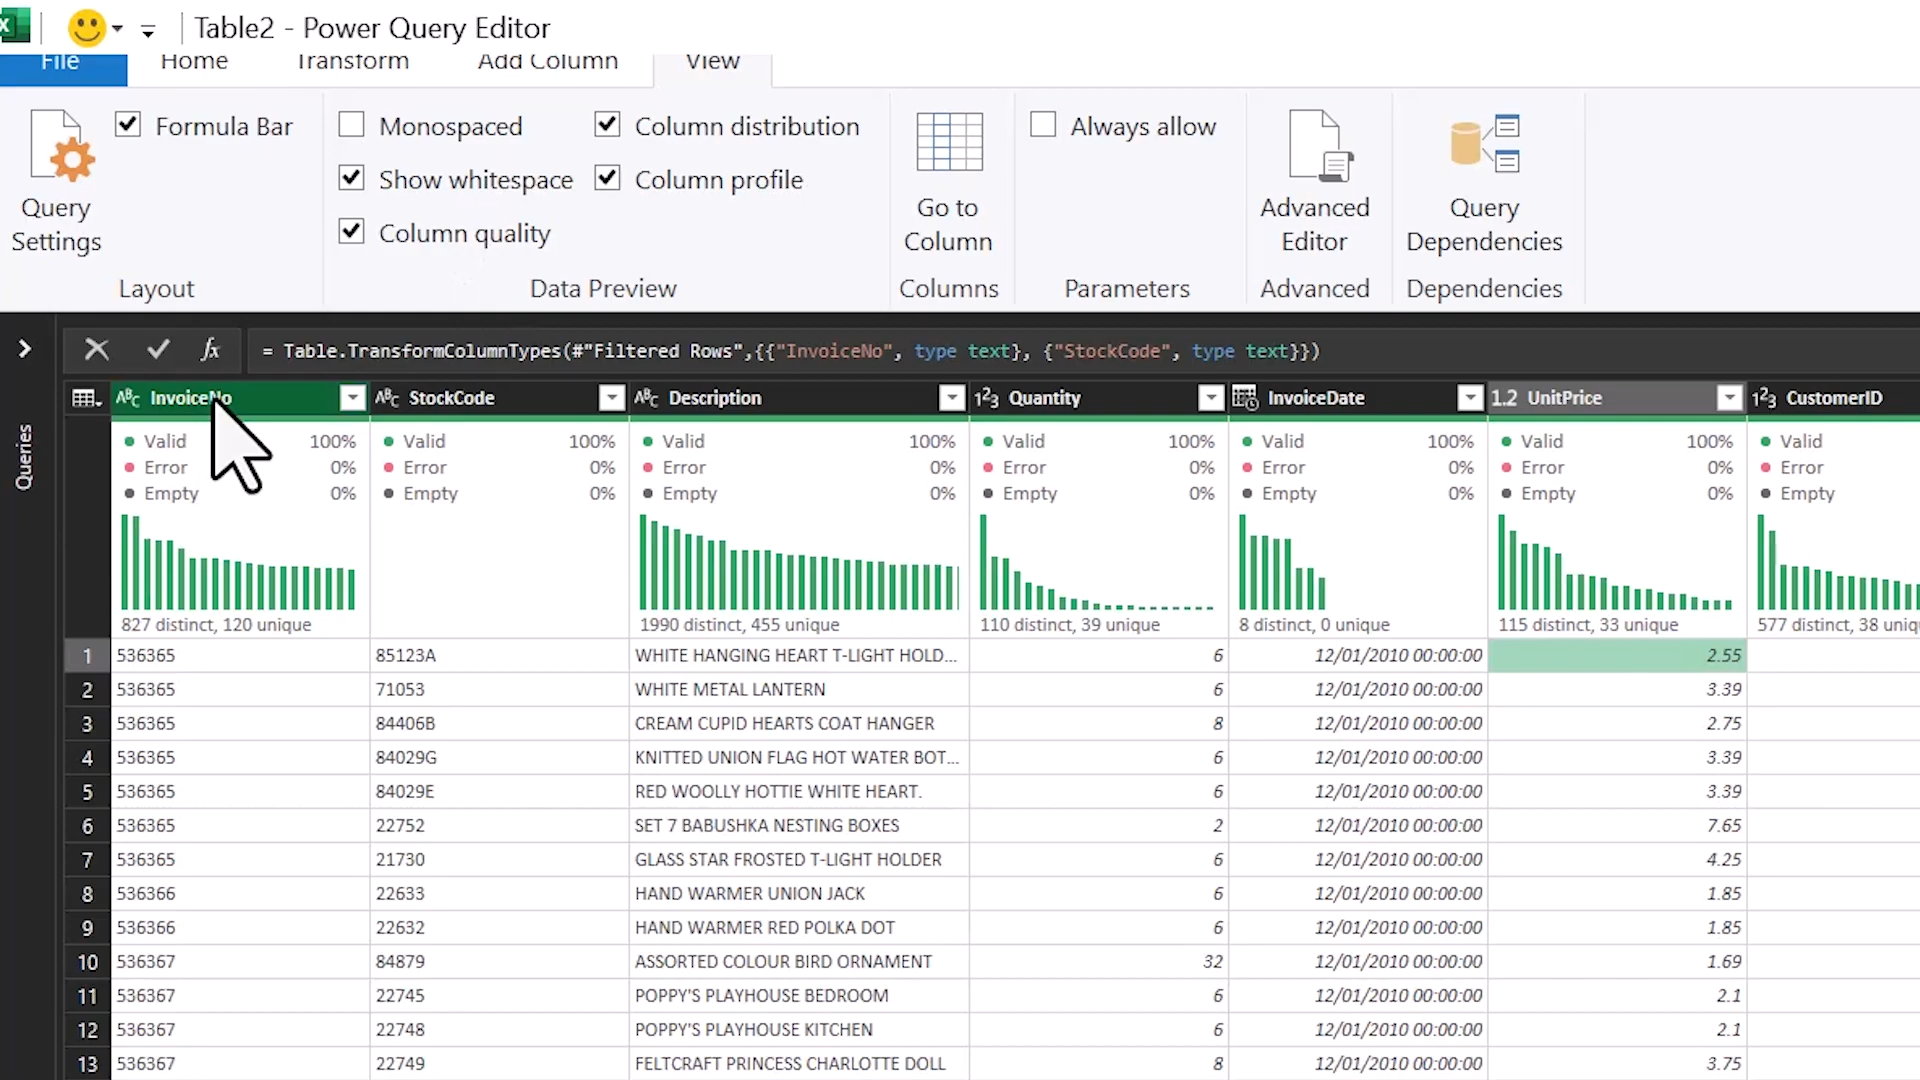 Table2 - Power Query Editor
File Home Transform Add Column View
Formula Bar Monospaced Column distribution Always allow
Show whitespace Column profile
Column quality
Query Settings Go to Column Advanced Editor Query Dependencies
Layout Data Preview Columns Parameters Advanced Dependencies
fx = Table.TransformColumnTypes(#"Filtered Rows",{{"InvoiceNo", type text}, {"StockCode", type text}})
Queries
ABC InvoiceNo ABC StockCode ABC Description 123 Quantity InvoiceDate 1.2 UnitPrice 123 CustomerID
Valid 100% Valid 100% Valid 100% Valid 100% Valid 100% Valid 100% Valid
Error 0% Error 0% Error 0% Error 0% Error 0% Error 0% Error
Empty 0% Empty 0% Empty 0% Empty 0% Empty 0% Empty 0% Empty
827 distinct, 120 unique 1990 distinct, 455 unique 110 distinct, 39 unique 8 distinct, 0 unique 115 distinct, 33 unique 577 distinct, 38 uniqu
1 536365 85123A WHITE HANGING HEART T-LIGHT HOLD... 6 12/01/2010 00:00:00 2.55
2 536365 71053 WHITE METAL LANTERN 6 12/01/2010 00:00:00 3.39
3 536365 84406B CREAM CUPID HEARTS COAT HANGER 8 12/01/2010 00:00:00 2.75
4 536365 84029G KNITTED UNION FLAG HOT WATER BOT... 6 12/01/2010 00:00:00 3.39
5 536365 84029E RED WOOLLY HOTTIE WHITE HEART. 6 12/01/2010 00:00:00 3.39
6 536365 22752 SET 7 BABUSHKA NESTING BOXES 2 12/01/2010 00:00:00 7.65
7 536365 21730 GLASS STAR FROSTED T-LIGHT HOLDER 6 12/01/2010 00:00:00 4.25
8 536366 22633 HAND WARMER UNION JACK 6 12/01/2010 00:00:00 1.85
9 536366 22632 HAND WARMER RED POLKA DOT 6 12/01/2010 00:00:00 1.85
10 536367 84879 ASSORTED COLOUR BIRD ORNAMENT 32 12/01/2010 00:00:00 1.69
11 536367 22745 POPPY'S PLAYHOUSE BEDROOM 6 12/01/2010 00:00:00 2.1
12 536367 22748 POPPY'S PLAYHOUSE KITCHEN 6 12/01/2010 00:00:00 2.1
13 536367 22749 FELTCRAFT PRINCESS CHARLOTTE DOLL 8 12/01/2010 00:00:00 3.75